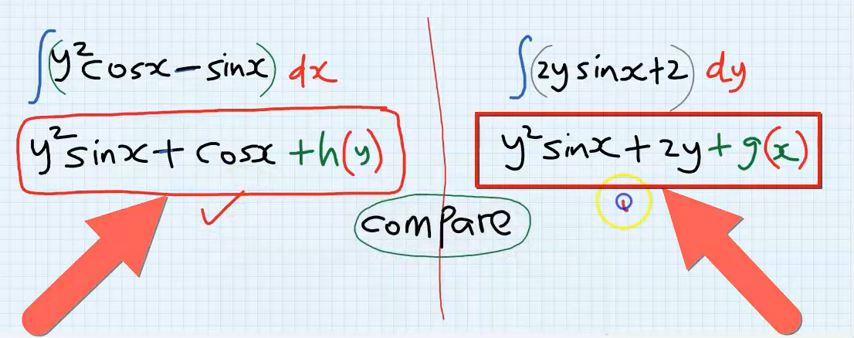 ∫(y²cosx − sinx) dx
y²sinx + cosx + h(y)
∫(2y sinx + 2) dy
y²sinx + 2y + g(x)
compare